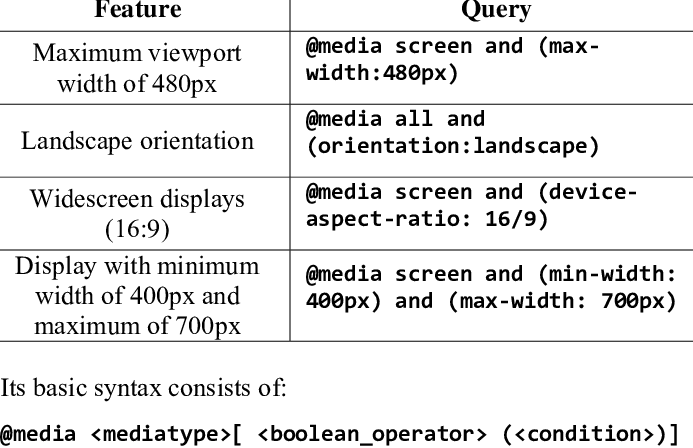 Feature Query
Maximum viewport
width of 480px
@media screen and (max-
width:480px)
Landscape orientation
@media all and
(orientation:landscape)
Widescreen displays
(16:9)
@media screen and (device-
aspect-ratio: 16/9)
Display with minimum
width of 400px and
maximum of 700px
@media screen and (min-width:
400px) and (max-width: 700px)
Its basic syntax consists of:
@media <mediatype>[ <boolean_operator> (<condition>)]